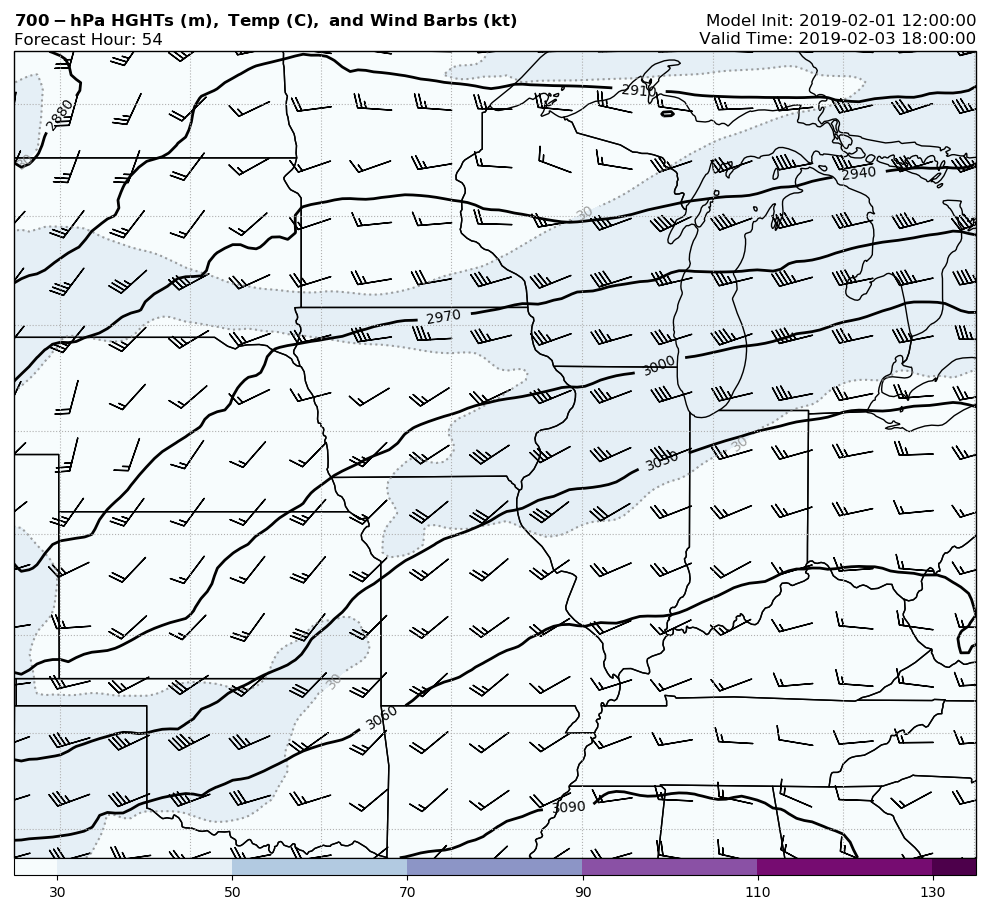 700-hPa HGHTs (m), Temp (C), and Wind Barbs (kt)
Model Init: 2019-02-01 12:00:00
Forecast Hour: 54
Valid Time: 2019-02-03 18:00:00
2910
2880
2940
30
2970
3000
30
3030
30
3060
3090
30 50 70 90 110 130